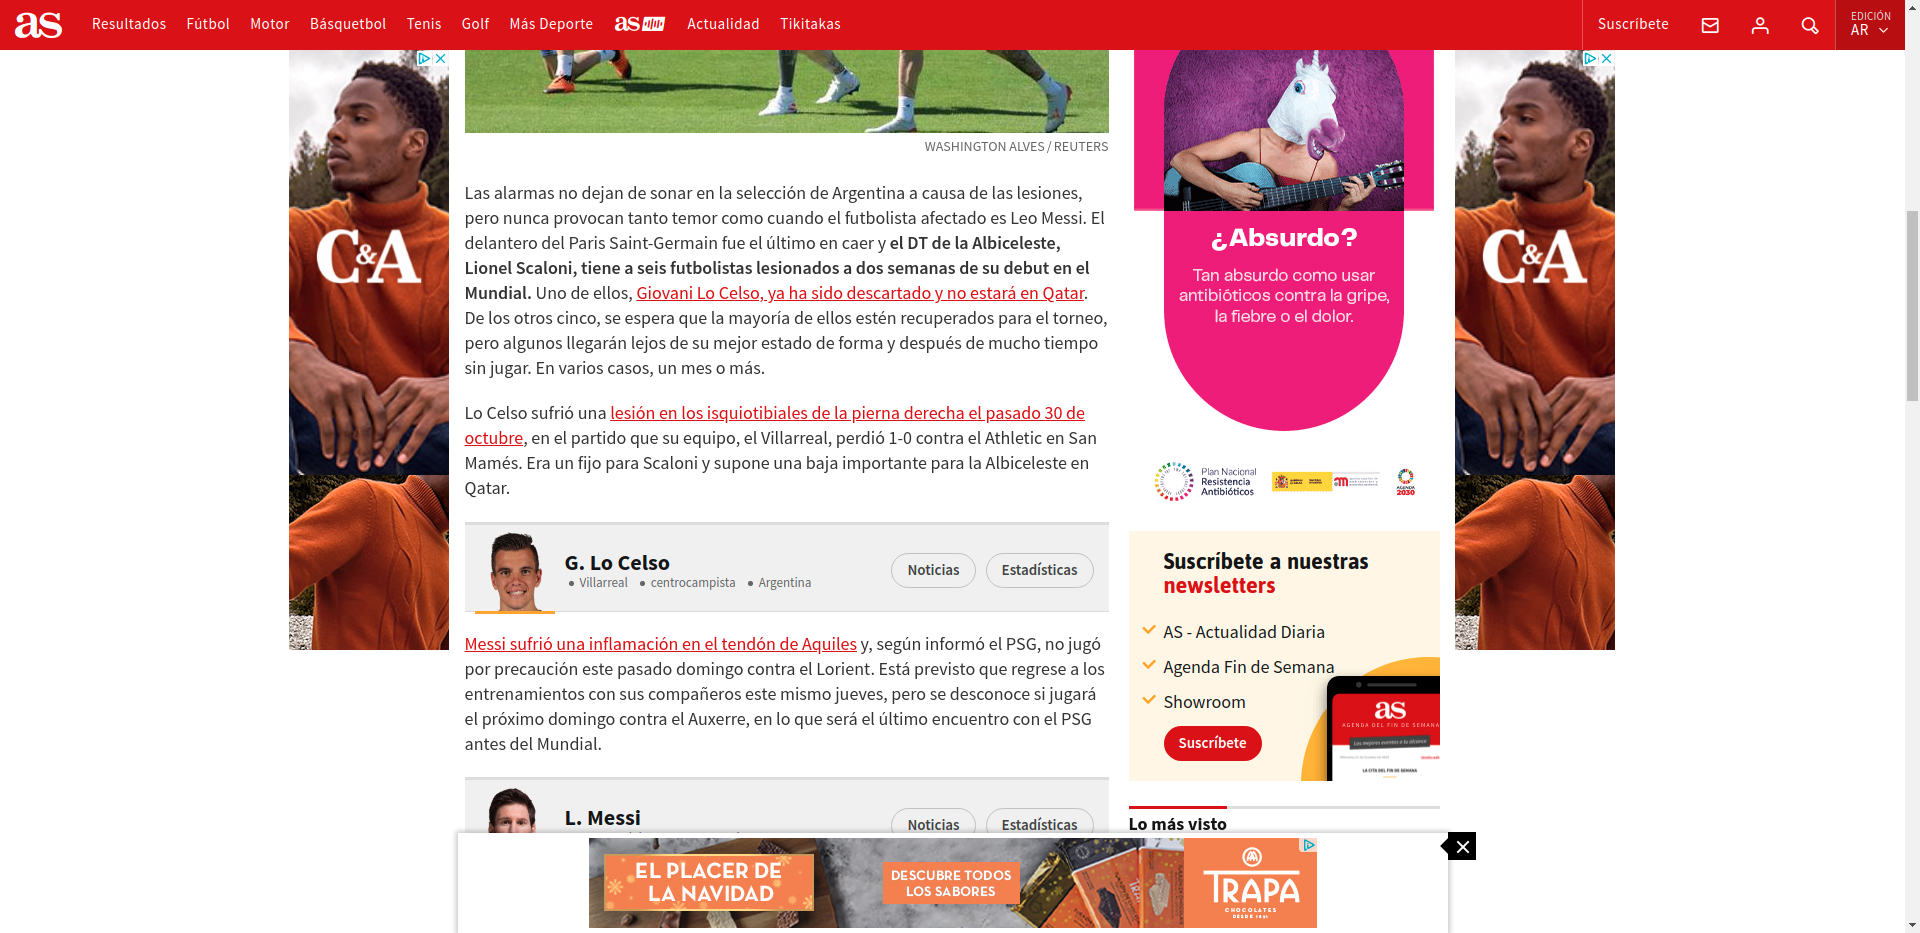 as
Resultados
Fútbol
Motor
Básquetbol
Tenis
Golf
Más Deporte
as
Actualidad
Tikitakas
Suscríbete
EDICIÓN
AR
C&A
WASHINGTON ALVES / REUTERS
Las alarmas no dejan de sonar en la selección de Argentina a causa de las lesiones,
pero nunca provocan tanto temor como cuando el futbolista afectado es Leo Messi. El
delantero del Paris Saint-Germain fue el último en caer y el DT de la Albiceleste,
Lionel Scaloni, tiene a seis futbolistas lesionados a dos semanas de su debut en el
Mundial. Uno de ellos, Giovani Lo Celso, ya ha sido descartado y no estará en Qatar.
De los otros cinco, se espera que la mayoría de ellos estén recuperados para el torneo,
pero algunos llegarán lejos de su mejor estado de forma y después de mucho tiempo
sin jugar. En varios casos, un mes o más.
Lo Celso sufrió una lesión en los isquiotibiales de la pierna derecha el pasado 30 de
octubre, en el partido que su equipo, el Villarreal, perdió 1-0 contra el Athletic en San
Mamés. Era un fijo para Scaloni y supone una baja importante para la Albiceleste en
Qatar.
G. Lo Celso
Villarreal
centrocampista
Argentina
Noticias
Estadísticas
Messi sufrió una inflamación en el tendón de Aquiles y, según informó el PSG, no jugó
por precaución este pasado domingo contra el Lorient. Está previsto que regrese a los
entrenamientos con sus compañeros este mismo jueves, pero se desconoce si jugará
el próximo domingo contra el Auxerre, en lo que será el último encuentro con el PSG
antes del Mundial.
L. Messi
Noticias
Estadísticas
¿Absurdo?
Tan absurdo como usar
antibióticos contra la gripe,
la fiebre o el dolor.
Plan Nacional
Resistencia
Antibióticos
AGENDA
2030
Suscríbete a nuestras
newsletters
AS - Actualidad Diaria
Agenda Fin de Semana
Showroom
Suscríbete
as
AGENDA DEL FIN DE SEMANA
Los mejores eventos a tu alcance
LA CITA DEL FIN DE SEMANA
Lo más visto
C&A
EL PLACER DE
LA NAVIDAD
DESCUBRE TODOS
LOS SABORES
TRAPA
CHOCOLATES
DESDE 1891